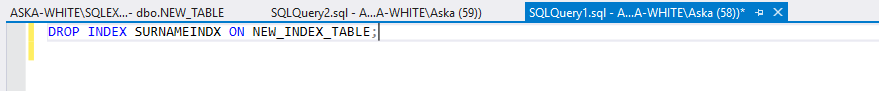 ASKA-WHITE\SQLEX...- dbo.NEW_TABLE SQLQuery2.sql - A...A-WHITE\Aska (59)) SQLQuery1.sql - A...A-WHITE\Aska (58))*
DROP INDEX SURNAMEINDX ON NEW_INDEX_TABLE;